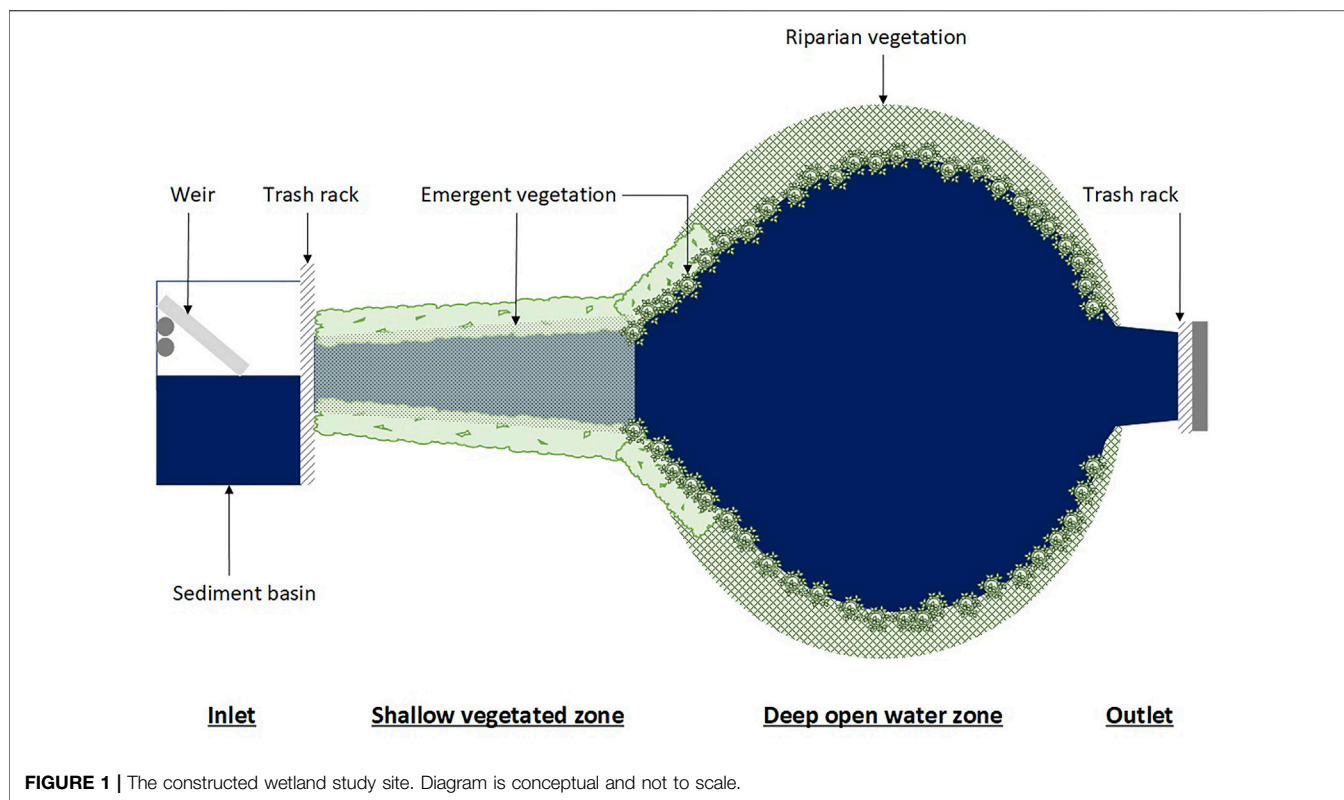 Riparian vegetation
Weir
Trash rack
Emergent vegetation
Trash rack
Sediment basin
Inlet
Shallow vegetated zone
Deep open water zone
Outlet
FIGURE 1 | The constructed wetland study site. Diagram is conceptual and not to scale.